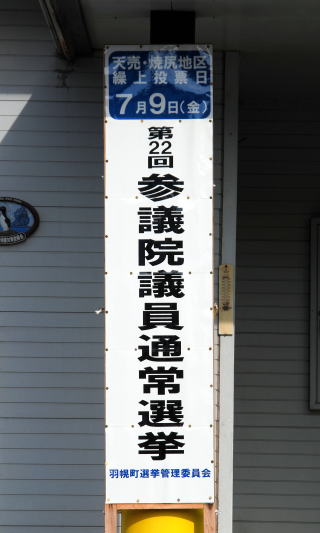 天売・焼尻地区
繰上投票日
7月9日(金)
第22回
参議院議員通常選挙
羽幌町選挙管理委員会